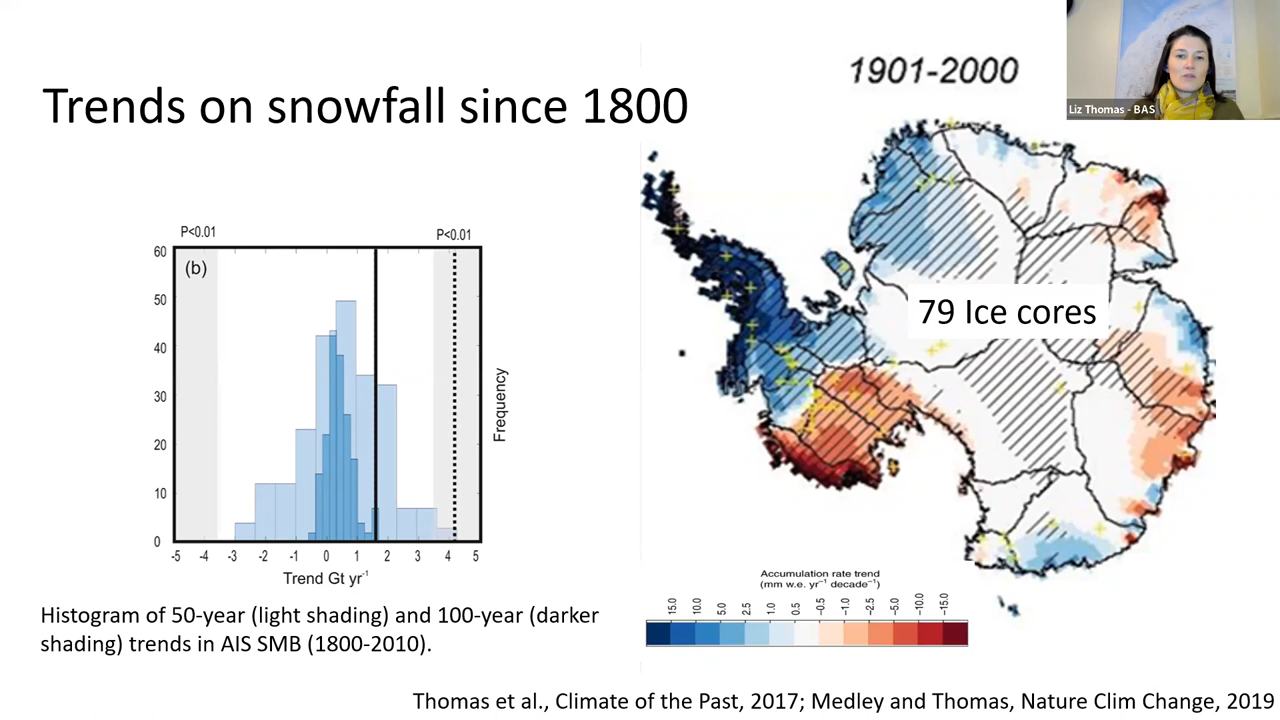 Trends on snowfall since 1800
1901-2000
Liz Thomas - BAS
P<0.01
P<0.01
(b)
60
50
40
30
20
10
0
-5 -4 -3 -2 -1 0 1 2 3 4 5
Trend Gt yr⁻¹
Frequency
79 Ice cores
Accumulation rate trend
(mm w.e. yr⁻¹ decade⁻¹)
15.0 10.0 5.0 2.5 1.0 0.5 -0.5 -1.0 -2.5 -5.0 -10.0 -15.0
Histogram of 50-year (light shading) and 100-year (darker
shading) trends in AIS SMB (1800-2010).
Thomas et al., Climate of the Past, 2017; Medley and Thomas, Nature Clim Change, 2019